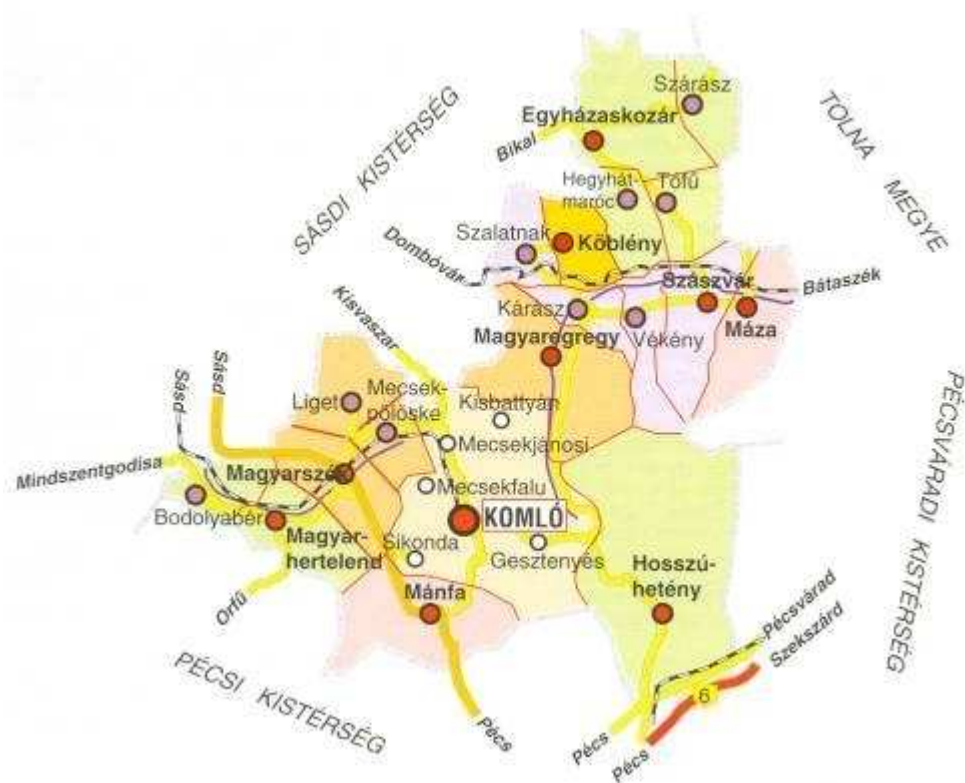 Szárász
Egyházaskozár
Bikal
SÁSDI KISTÉRSÉG
TOLNA MEGYE
Hegyhát-
maróc
Tófű
Szalatnak
Köblény
Dombóvár
Szászvár
Bátaszék
Kárász
Máza
Vékény
Magyaregregy
Kisvaszar
Sásd
Sásd
Liget
Mecsek-
pölöske
Kisbattyán
Mecsekjánosi
PÉCSVÁRADI KISTÉRSÉG
Mindszentgodisa
Magyarszék
Mecsekfalu
Bodolyabér
KOMLÓ
Magyar-
hertelend
Sikonda
Gesztenyés
Hosszú-
hetény
Orfű
Mánfa
Pécsvárad
Szekszárd
PÉCSI KISTÉRSÉG
6
Pécs
Pécs
Pécs